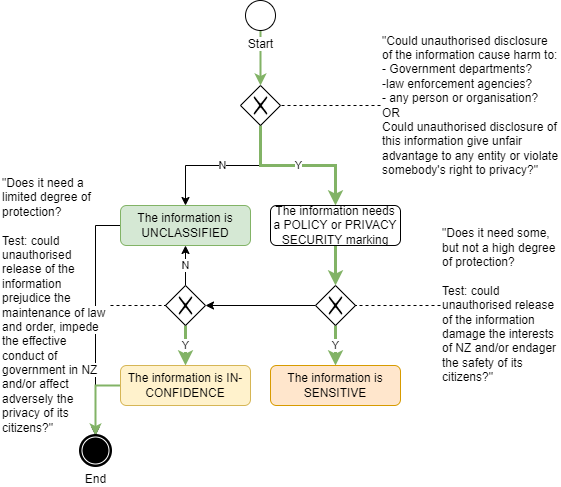 Start
"Could unauthorised disclosure
of the information cause harm to:
- Government departments?
-law enforcement agencies?
- any person or organisation?
OR
Could unauthorised disclosure of
this information give unfair
advantage to any entity or violate
somebody's right to privacy?"
N
Y
"Does it need a
limited degree of
protection?
Test: could
unauthorised
release of the
information
prejudice the
maintenance of law
and order, impede
the effective
conduct of
government in NZ
and/or affect
adversely the
privacy of its
citizens?"
The information is
UNCLASSIFIED
The information needs
a POLICY or PRIVACY
SECURITY marking
"Does it need some,
but not a high degree
of protection?
Test: could
unauthorized release
of the information
damage the interests
of NZ and/or endager
the safety of its
citizens?"
N
Y
Y
The information is IN-
CONFIDENCE
The information is
SENSITIVE
End